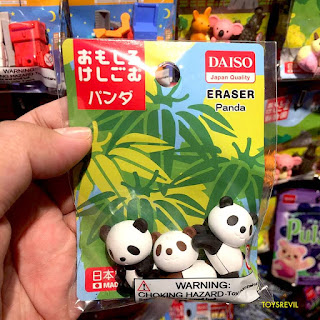 おもしろ
けしごむ
パンダ
DAISO
Japan Quality
ERASER
Panda
日本
MAD
WARNING:
CHOKING HAZARD-
TOYSREVIL